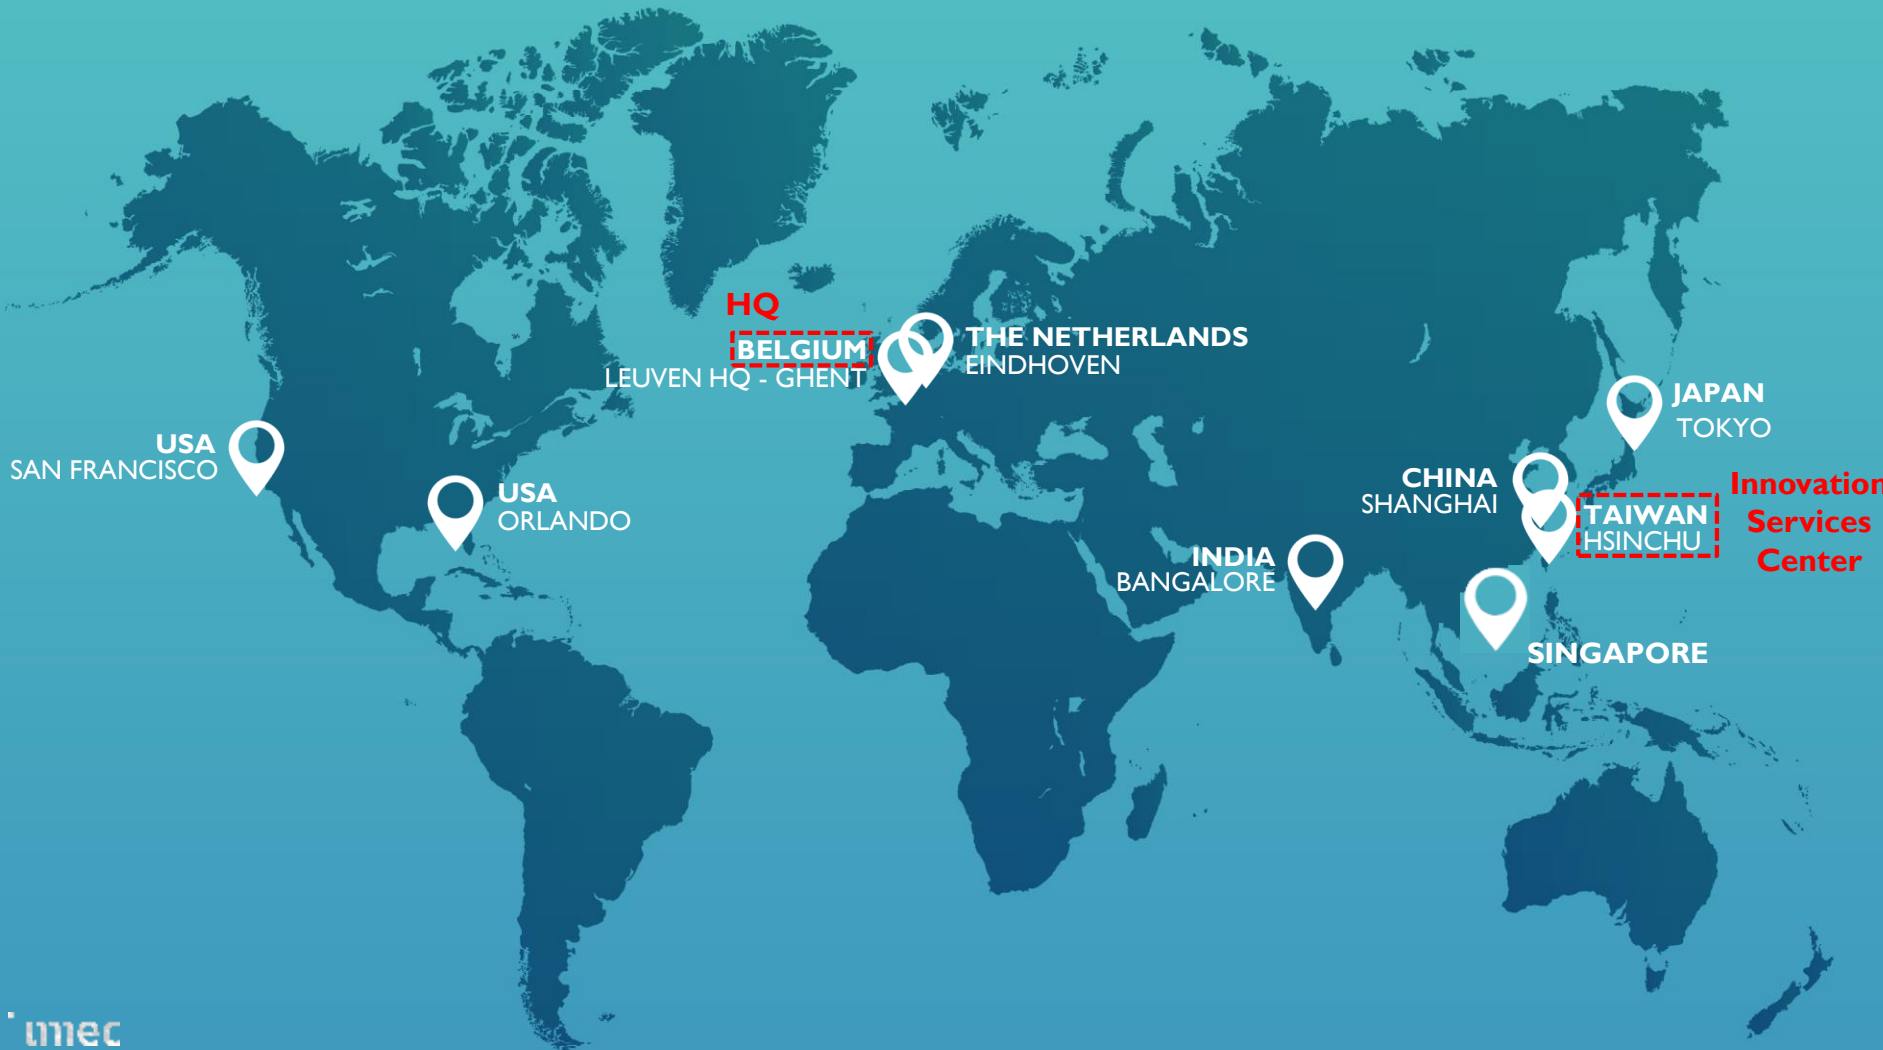 HQ
BELGIUM
LEUVEN HQ - GHENT
THE NETHERLANDS
EINDHOVEN
USA
SAN FRANCISCO
USA
ORLANDO
JAPAN
TOKYO
CHINA
SHANGHAI
TAIWAN
HSINCHU
Innovation
Services
Center
INDIA
BANGALORE
SINGAPORE
imec